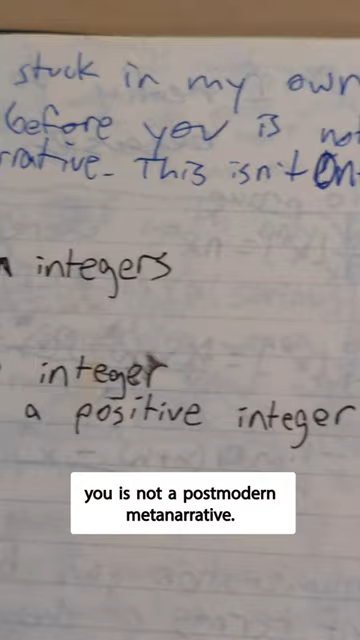 stuck in my own
before you is not
rrative. This isn't On
integers
integer
a positive integer
you is not a postmodern
metanarrative.